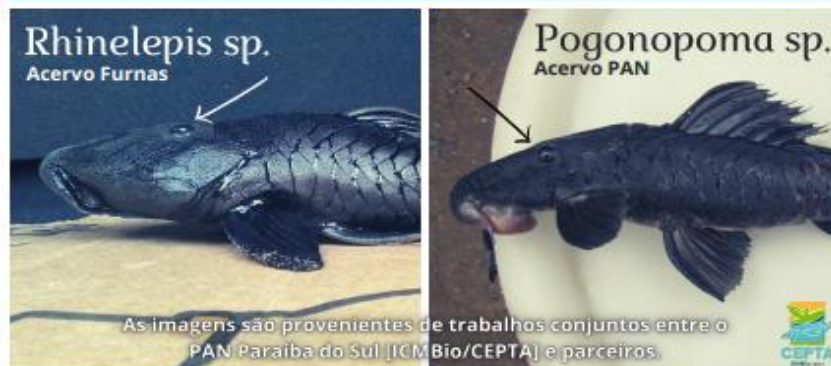 Rhinelepis sp.
Acervo Furnas
Pogonopoma sp.
Acervo PAN
As imagens são provenientes de trabalhos conjuntos entre o
PAN Paraíba do Sul [ICMBio/CEPTA] e parceiros.
CEPTA